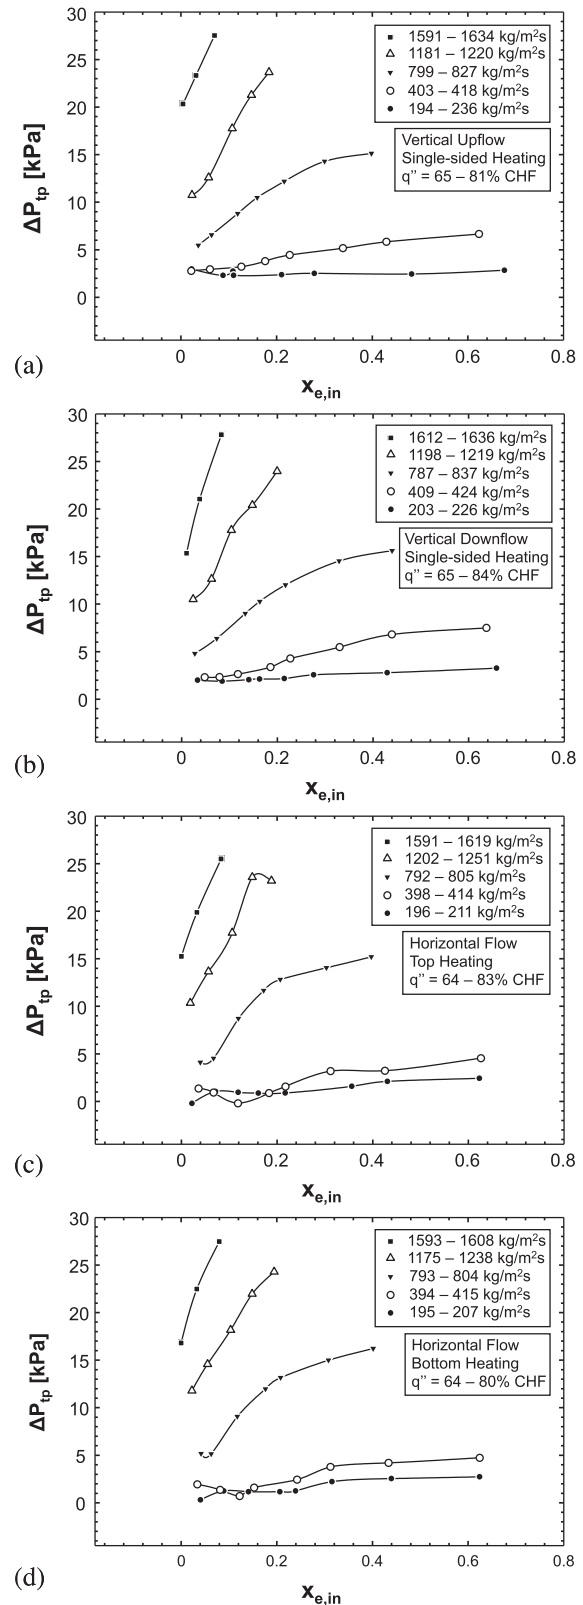 30
25
20
15
10
5
0
ΔP_tp [kPa]
1591 – 1634 kg/m²s
1181 – 1220 kg/m²s
799 – 827 kg/m²s
403 – 418 kg/m²s
194 – 236 kg/m²s
Vertical Upflow
Single-sided Heating
q” = 65 – 81% CHF
0 0.2 0.4 0.6 0.8
(a)
x_e,in
30
25
20
15
10
5
0
ΔP_tp [kPa]
1612 – 1636 kg/m²s
1198 – 1219 kg/m²s
787 – 837 kg/m²s
409 – 424 kg/m²s
203 – 226 kg/m²s
Vertical Downflow
Single-sided Heating
q” = 65 – 84% CHF
0 0.2 0.4 0.6 0.8
(b)
x_e,in
30
25
20
15
10
5
0
ΔP_tp [kPa]
1591 – 1619 kg/m²s
1202 – 1251 kg/m²s
792 – 805 kg/m²s
398 – 414 kg/m²s
196 – 211 kg/m²s
Horizontal Flow
Top Heating
q” = 64 – 83% CHF
0 0.2 0.4 0.6 0.8
(c)
x_e,in
30
25
20
15
10
5
0
ΔP_tp [kPa]
1593 – 1608 kg/m²s
1175 – 1238 kg/m²s
793 – 804 kg/m²s
394 – 415 kg/m²s
195 – 207 kg/m²s
Horizontal Flow
Bottom Heating
q” = 64 – 80% CHF
0 0.2 0.4 0.6 0.8
(d)
x_e,in